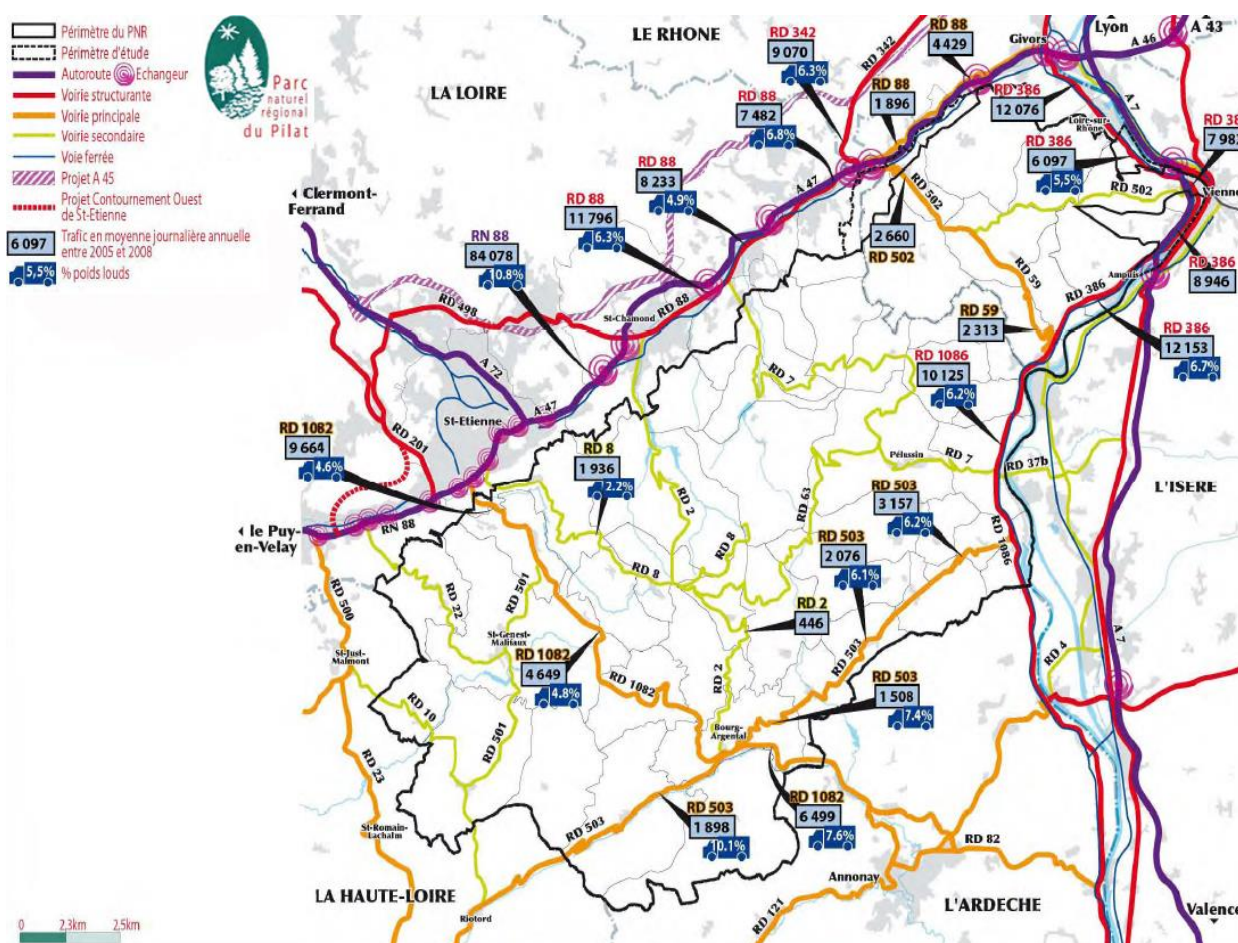 Périmètre du PNR
Périmètre d'étude
Autoroute Echangeur
Voirie structurante
Voirie principale
Voirie secondaire
Voie ferrée
Projet A 45
Projet Contournement Ouest
de St-Etienne
6 097 Trafic en moyenne journalière annuelle
entre 2005 et 2008
5,5% % poids louds
Parc
naturel
régional
du Pilat
LA LOIRE
LE RHONE
L'ISERE
LA HAUTE-LOIRE
L'ARDECHE
Clermont-
Ferrand
le Puy-
en-Velay
Lyon
A 43
A 46
Givors
Loire-sur-
Rhône
Vienne
Ampuis
Valence
RD 342
9 070
6.3%
RD 342
RD 88
4 429
RD 88
1 896
RD 386
12 076
A 7
RD 386
6 097
5,5%
RD 38
7 98
RD 502
RD 88
7 482
6.8%
RD 88
8 233
4.9%
RD 88
11 796
6.3%
RN 88
84 078
10.8%
A 47
RD 502
2 660
RD 502
RD 59
RD 59
2 313
RD 386
RD 386
8 946
RD 386
12 153
6.7%
RD 498
St-Chamond
RD 88
A 72
A 47
St-Etienne
RD 201
RD 1082
9 664
4.6%
RN 88
RD 7
RD 1086
10 125
6.2%
RD 8
1 936
2.2%
RD 2
RD 8
RD 8
RD 63
Pélussin
RD 7
RD 37b
RD 503
3 157
6.2%
RD 1086
RD 503
2 076
6.1%
RD 2
446
RD 2
RD 503
RD 500
RD 22
RD 501
St-Genest-
Malifaux
St-Just-
Malmont
RD 1082
4 649
4.8%
RD 1082
RD 10
RD 501
RD 23
Bourg-
Argental
RD 503
1 508
7.4%
RD 4
A 7
RD 1082
6 499
7.6%
RD 503
1 898
10.1%
RD 503
St-Romain-
Lachalm
Riotord
Annonay
RD 82
RD 121
0 2,3km 2,5km